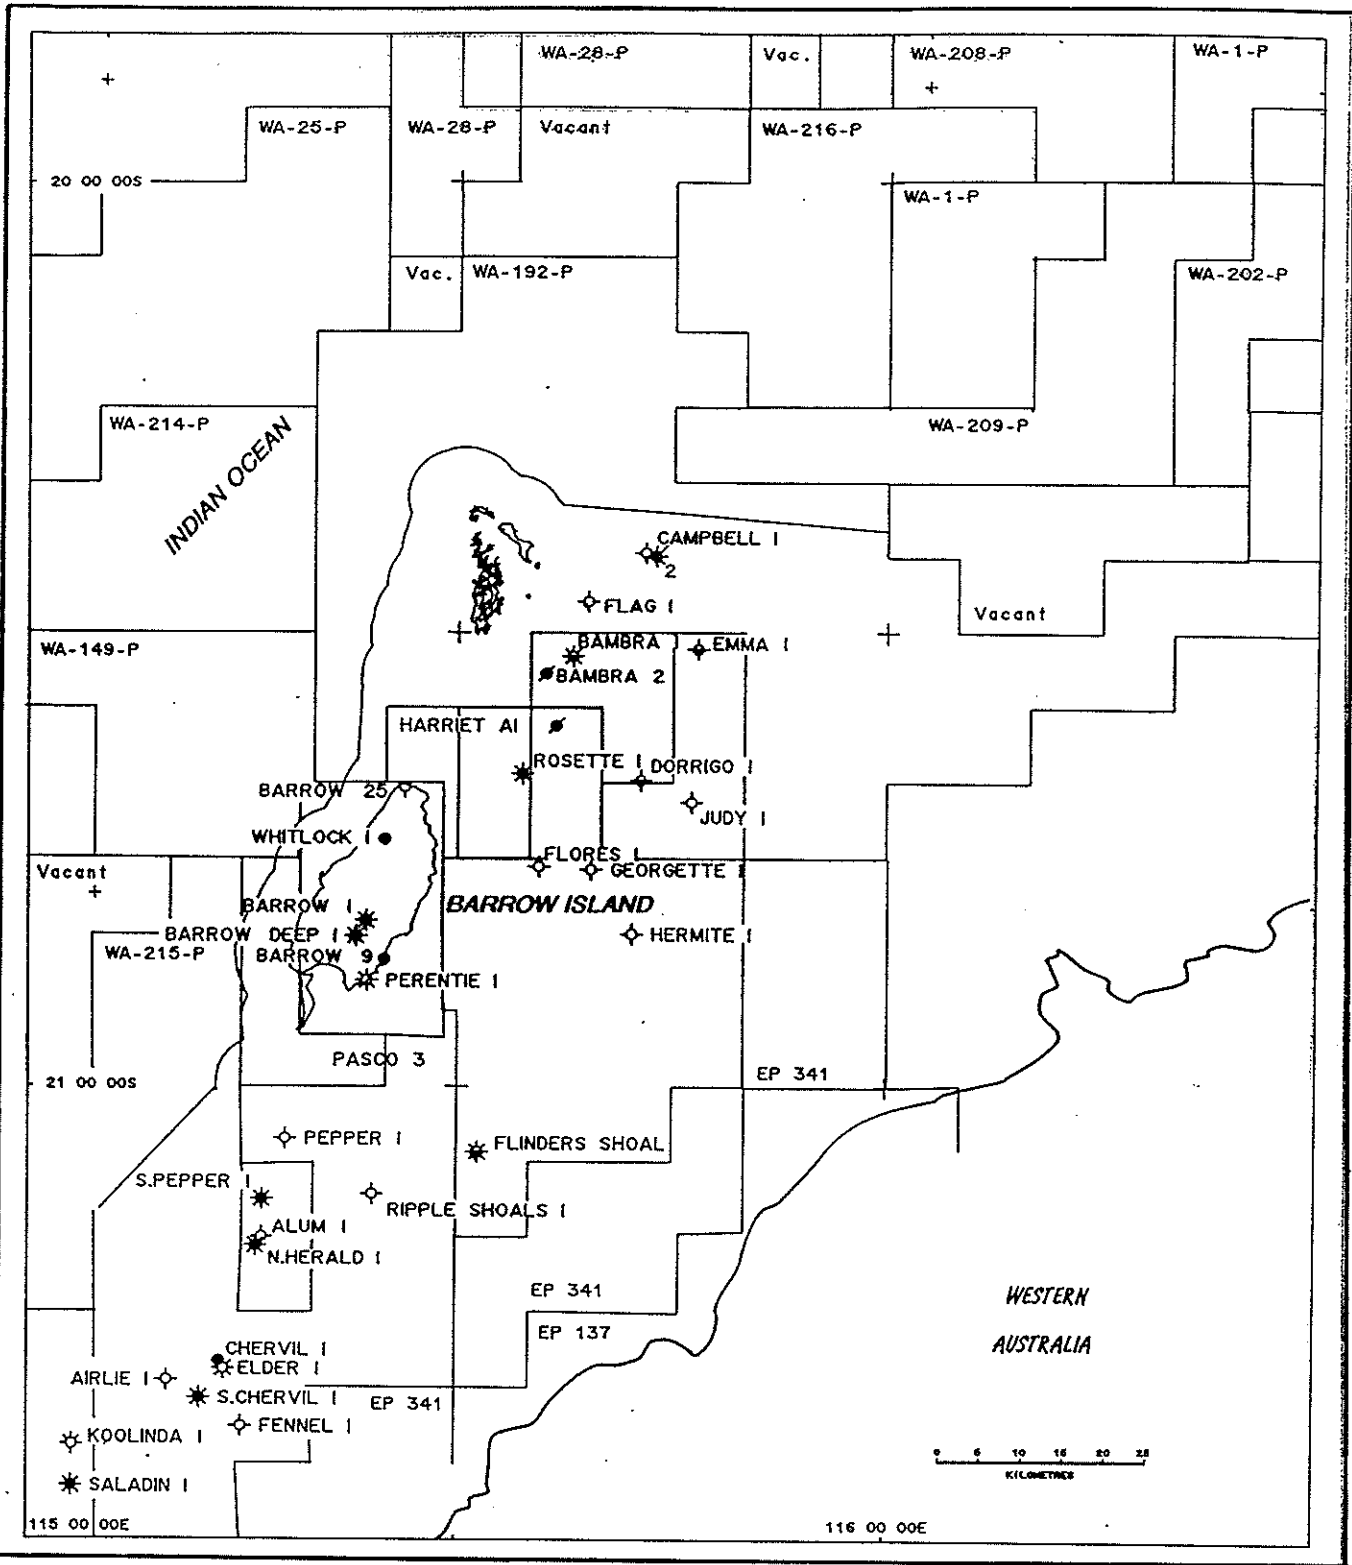 WA-28-P
Vac.
WA-208-P
WA-1-P
WA-25-P
WA-28-P
Vacant
WA-216-P
20 00 00S
WA-1-P
Vac.
WA-192-P
WA-202-P
WA-214-P
WA-209-P
INDIAN OCEAN
CAMPBELL 1
2
FLAG 1
Vacant
WA-149-P
BAMBRA 1
EMMA 1
BAMBRA 2
HARRIET A1
ROSETTE 1
DORRIGO 1
BARROW 25
JUDY 1
WHITLOCK 1
FLORES 1
GEORGETTE 1
Vacant
BARROW 1
BARROW ISLAND
BARROW DEEP 1
HERMITE 1
WA-215-P
BARROW 9
PERENTIE 1
PASCO 3
21 00 00S
EP 341
PEPPER 1
FLINDERS SHOAL
S.PEPPER 1
RIPPLE SHOALS 1
ALUM 1
N.HERALD 1
EP 341
WESTERN
AUSTRALIA
EP 137
CHERVIL 1
ELDER 1
AIRLIE 1
S.CHERVIL 1
EP 341
FENNEL 1
KOOLINDA 1
SALADIN 1
0 5 10 15 20 25
KILOMETRES
115 00 00E
116 00 00E